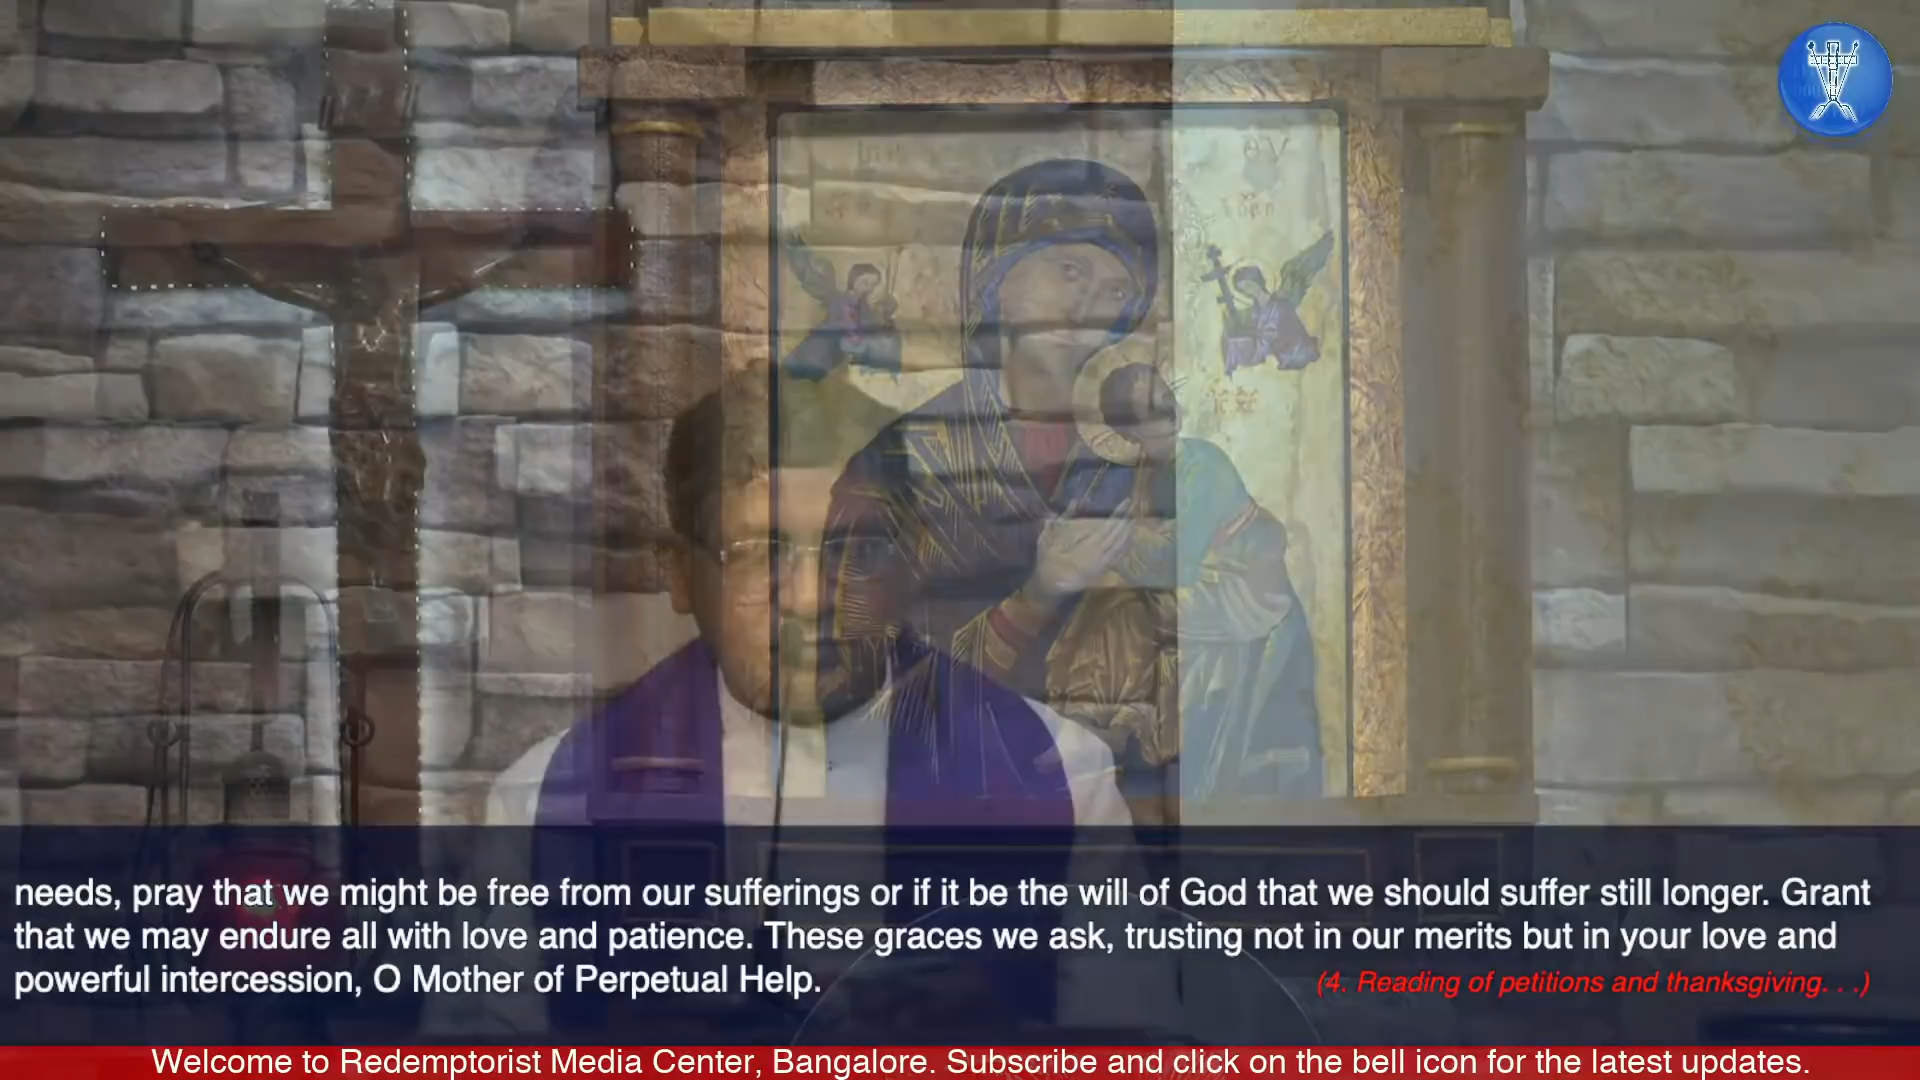 needs, pray that we might be free from our sufferings or if it be the will of God that we should suffer still longer. Grant
that we may endure all with love and patience. These graces we ask, trusting not in our merits but in your love and
powerful intercession, O Mother of Perpetual Help.
(4. Reading of petitions and thanksgiving. . .)
Welcome to Redemptorist Media Center, Bangalore. Subscribe and click on the bell icon for the latest updates.